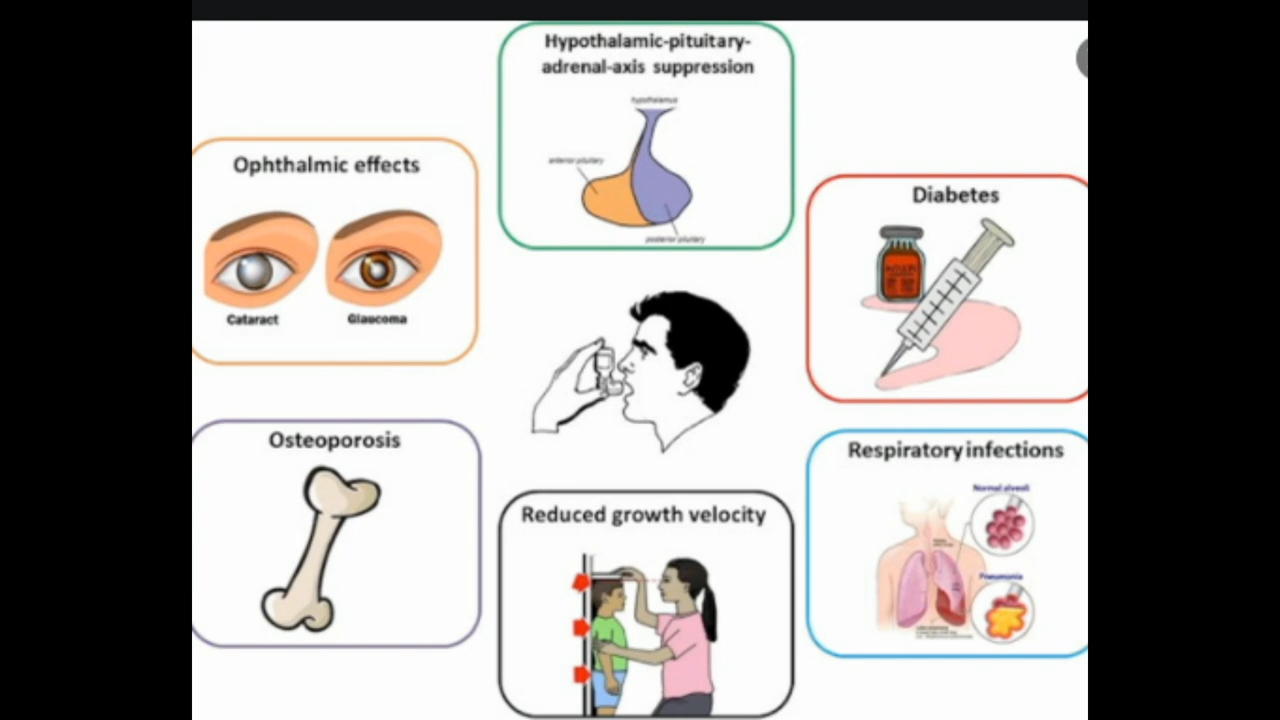 Hypothalamic-pituitary-
adrenal-axis suppression
hypothalamus
anterior pituitary
posterior pituitary
Ophthalmic effects
Cataract
Glaucoma
Diabetes
Osteoporosis
Reduced growth velocity
Respiratory infections
Normal alveoli
Pneumonia